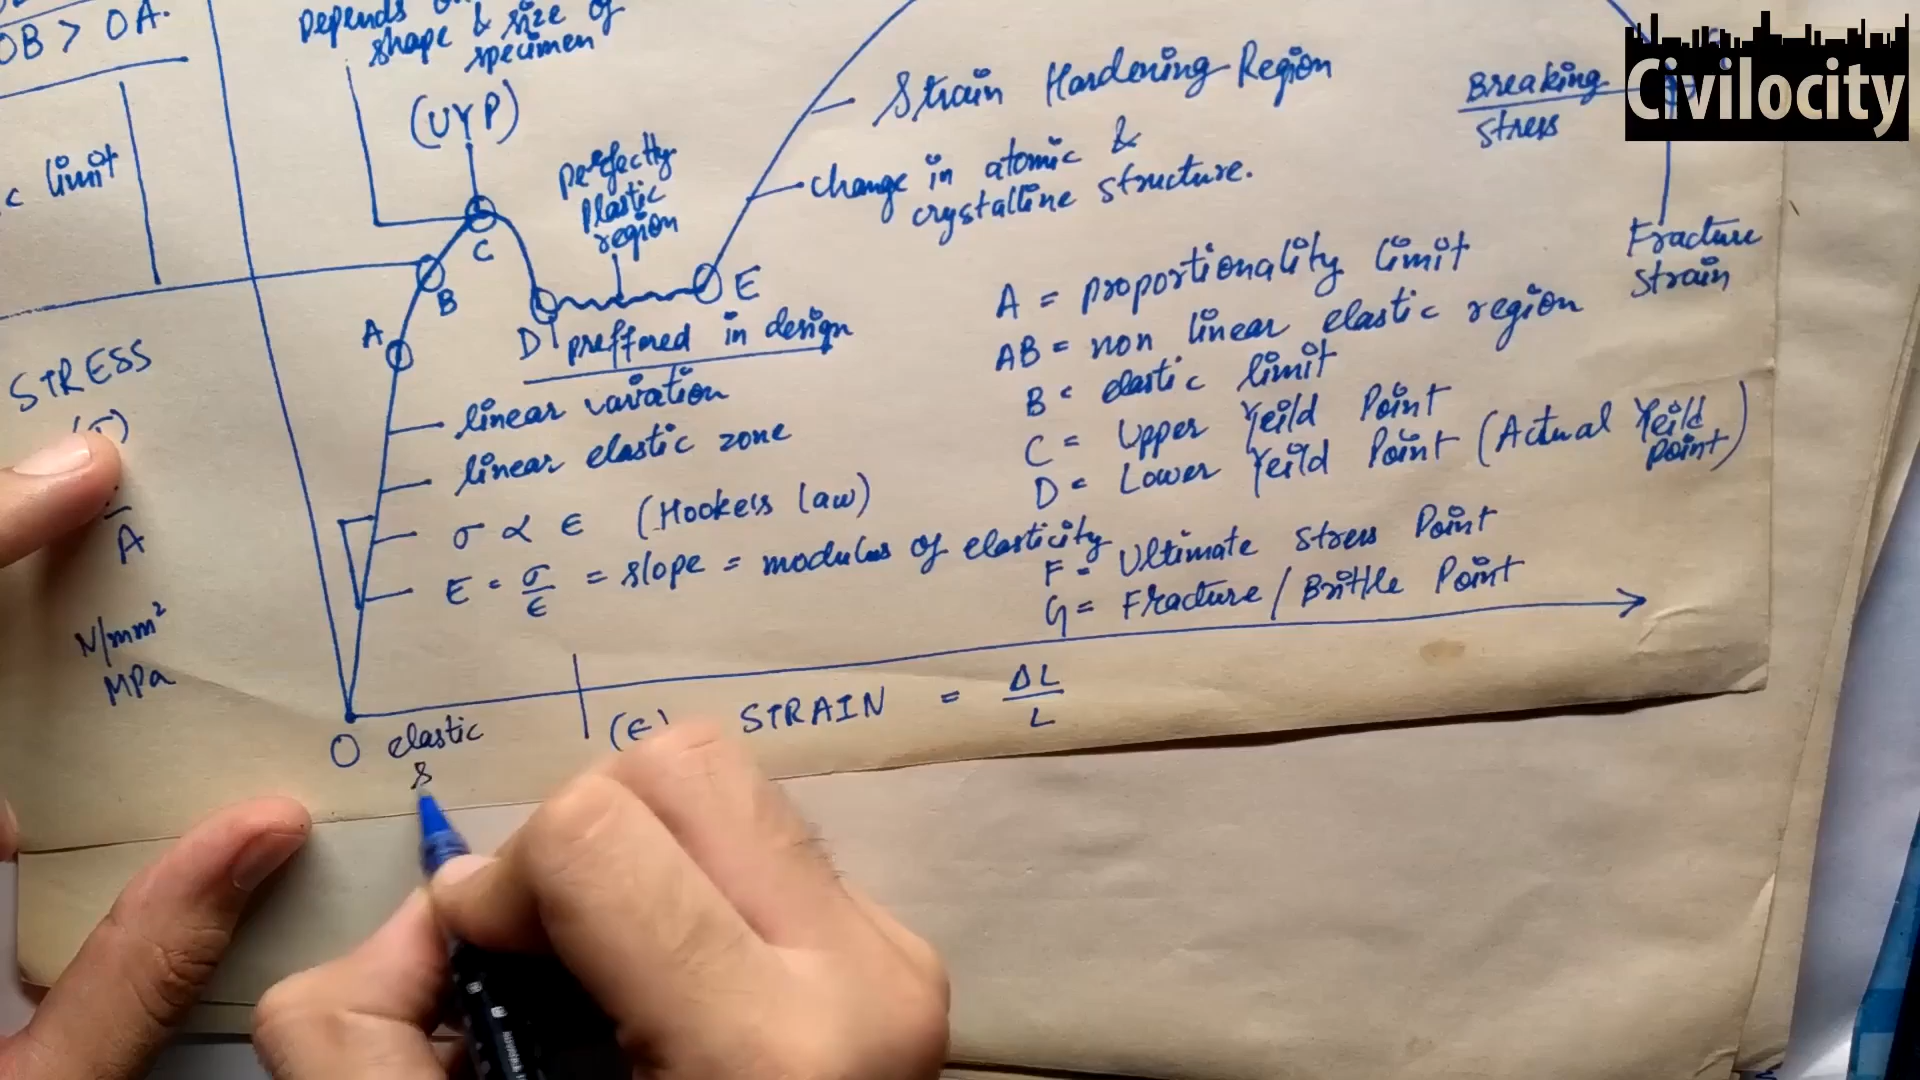 OB > OA.
Depends
shape & size of
specimen
(UYP)
limit
perfectly
plastic
region
Strain Hardening Region
change in atomic &
crystalline structure.
Breaking
stress
Civilocity
Fracture
strain
C
B
A
D
E
preffered in design
linear variation
linear elastic zone
σ ∝ ϵ (Hooke's law)
E = σ/ϵ = slope = modulus of elasticity
A = proportionality limit
AB = non linear elastic region
B = elastic limit
C = Upper Yeild Point
D = Lower Yeild Point (Actual Yeild
Point)
F = Ultimate Stress Point
G = Fracture / Brittle Point
STRESS
(σ)
A
N/mm²
MPa
O elastic
s
(ϵ) STRAIN = ΔL/L